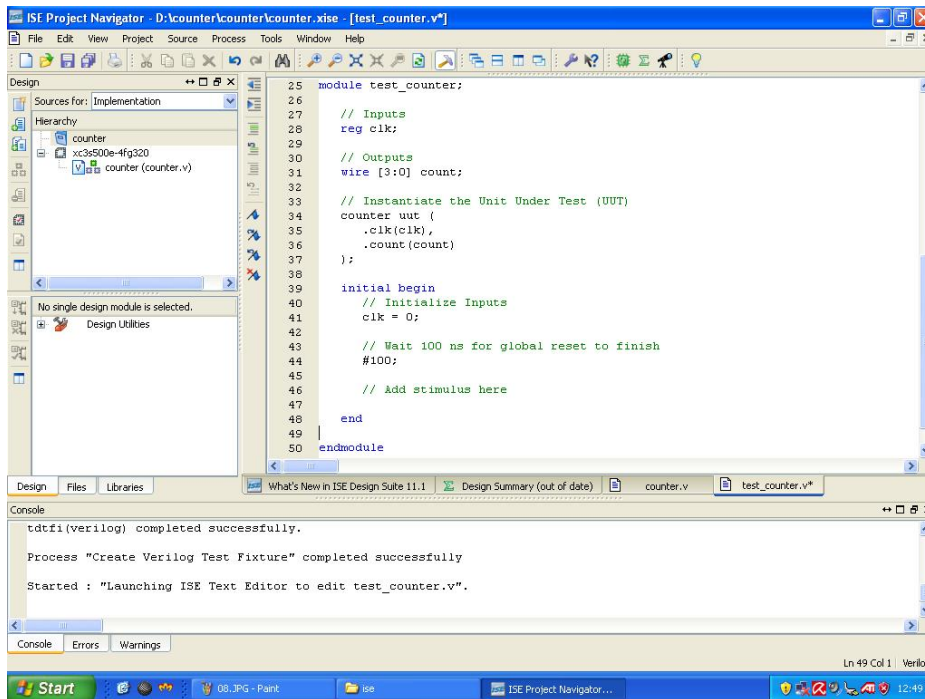 ISE Project Navigator - D:\counter\counter\counter.xise - [test_counter.v*]
File Edit View Project Source Process Tools Window Help
Design
Sources for: Implementation
Hierarchy
counter
xc3s500e-4fg320
counter (counter.v)
No single design module is selected.
Design Utilities
Design Files Libraries
25 module test_counter;
26
27 // Inputs
28 reg clk;
29
30 // Outputs
31 wire [3:0] count;
32
33 // Instantiate the Unit Under Test (UUT)
34 counter uut (
35 .clk(clk),
36 .count(count)
37 );
38
39 initial begin
40 // Initialize Inputs
41 clk = 0;
42
43 // Wait 100 ns for global reset to finish
44 #100;
45
46 // Add stimulus here
47
48 end
49
50 endmodule
What's New in ISE Design Suite 11.1 Design Summary (out of date) counter.v test_counter.v*
Console
tdtfi(verilog) completed successfully.
Process "Create Verilog Test Fixture" completed successfully
Started : "Launching ISE Text Editor to edit test_counter.v".
Console Errors Warnings
Ln 49 Col 1 Verilo
Start 08.JPG - Paint ise ISE Project Navigator... 12:49